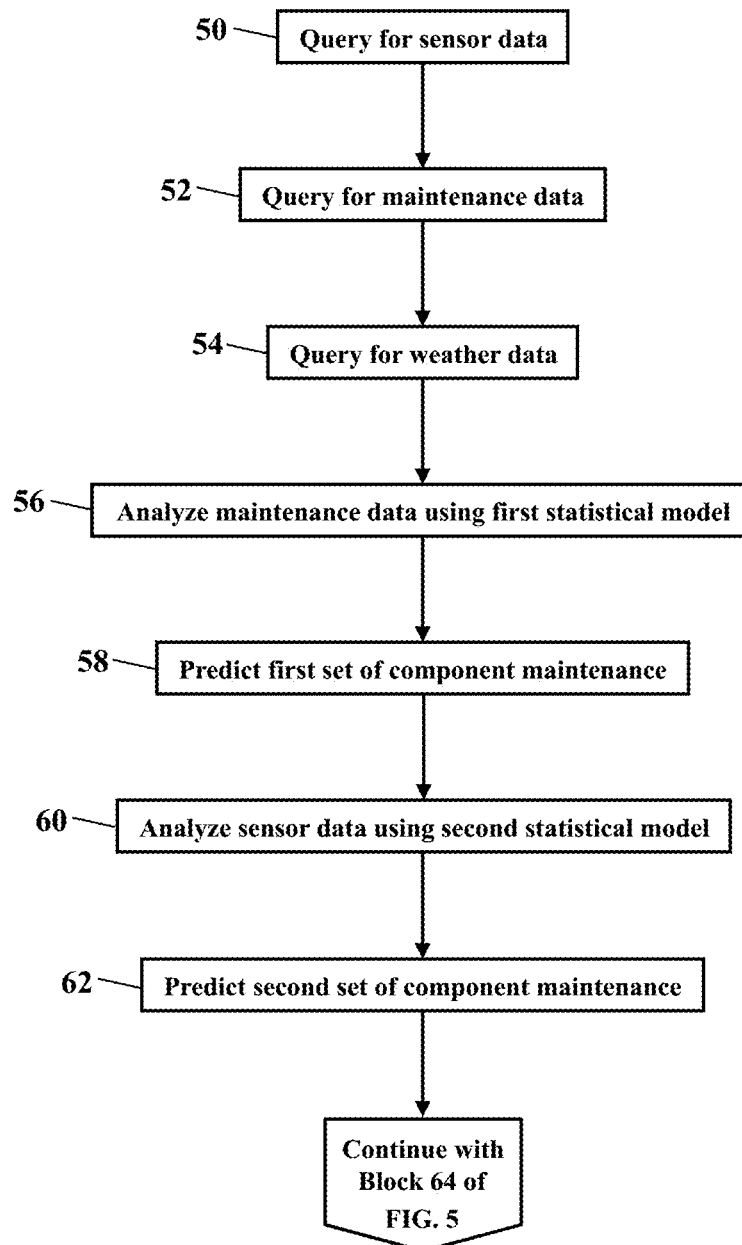 50 Query for sensor data
52 Query for maintenance data
54 Query for weather data
56 Analyze maintenance data using first statistical model
58 Predict first set of component maintenance
60 Analyze sensor data using second statistical model
62 Predict second set of component maintenance
Continue with
Block 64 of
FIG. 5